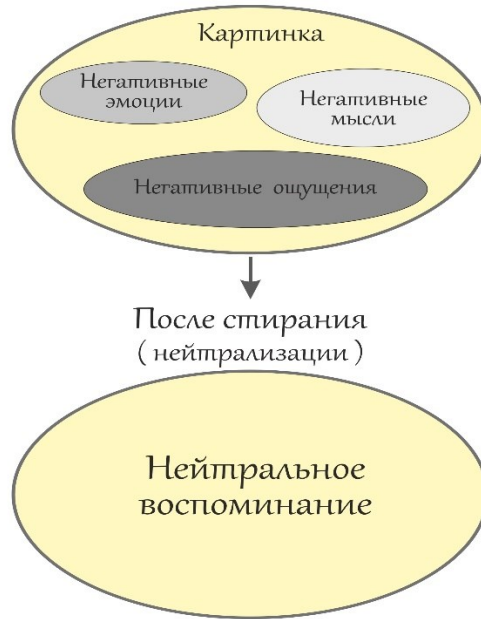 Картинка
Негативные
эмоции
Негативные
мысли
Негативные ощущения
После стирания
( нейтрализации )
Нейтральное
воспоминание